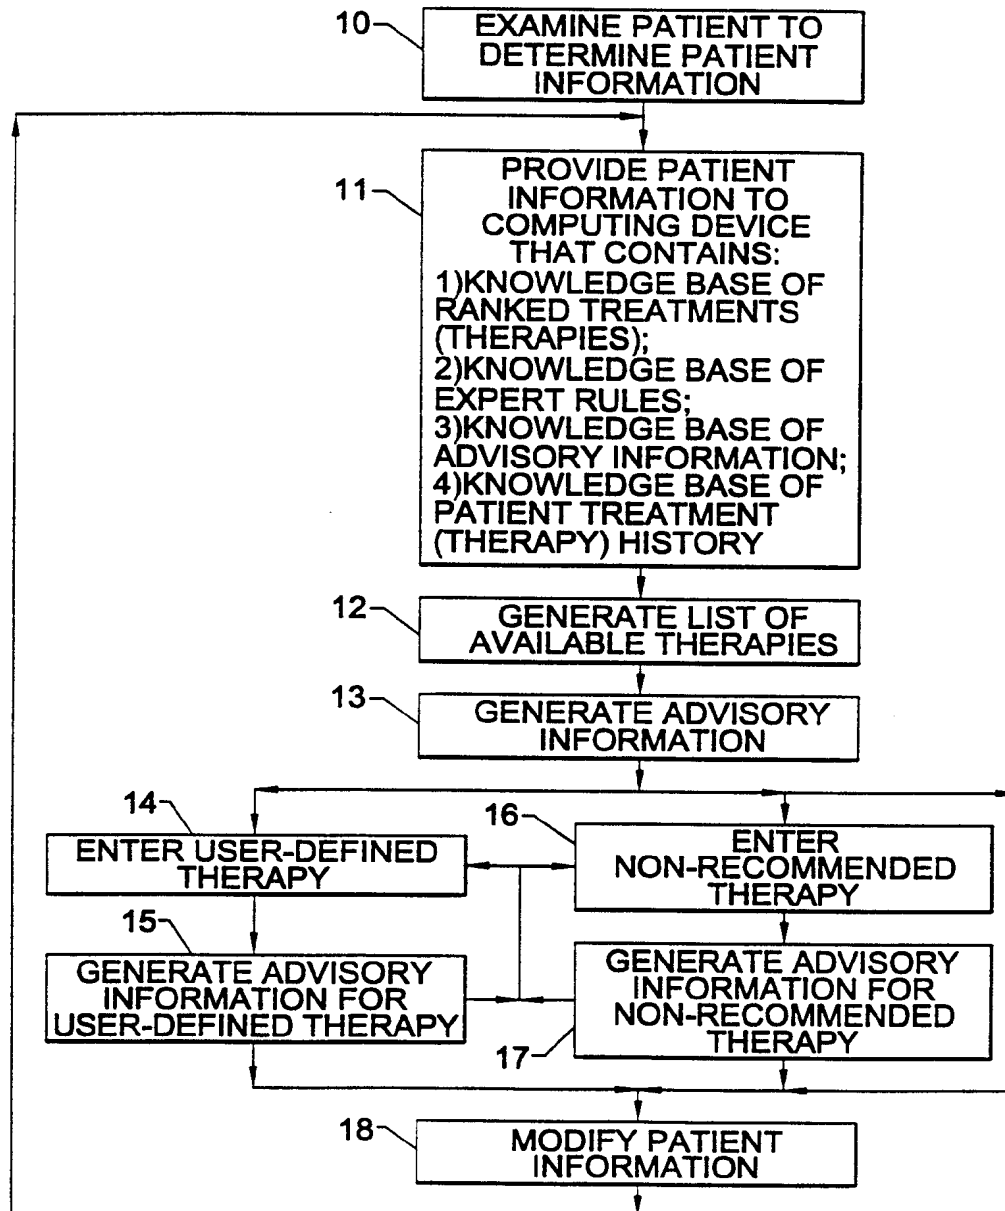 10
EXAMINE PATIENT TO
DETERMINE PATIENT
INFORMATION
11
PROVIDE PATIENT
INFORMATION TO
COMPUTING DEVICE
THAT CONTAINS:
1)KNOWLEDGE BASE OF
RANKED TREATMENTS
(THERAPIES);
2)KNOWLEDGE BASE OF
EXPERT RULES;
3)KNOWLEDGE BASE OF
ADVISORY INFORMATION;
4)KNOWLEDGE BASE OF
PATIENT TREATMENT
(THERAPY) HISTORY
12
GENERATE LIST OF
AVAILABLE THERAPIES
13
GENERATE ADVISORY
INFORMATION
14
ENTER USER-DEFINED
THERAPY
16
ENTER
NON-RECOMMENDED
THERAPY
15
GENERATE ADVISORY
INFORMATION FOR
USER-DEFINED THERAPY
GENERATE ADVISORY
INFORMATION FOR
NON-RECOMMENDED
THERAPY
17
18
MODIFY PATIENT
INFORMATION